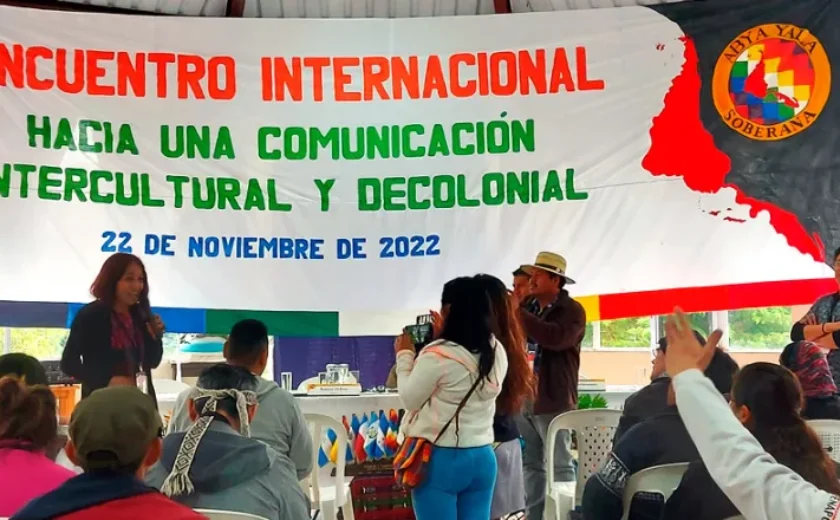 NCUENTRO INTERNACIONAL
HACIA UNA COMUNICACIÓN
NTERCULTURAL Y DECOLONIAL
22 DE NOVIEMBRE DE 2022
ABYA YALA
SOBERANA